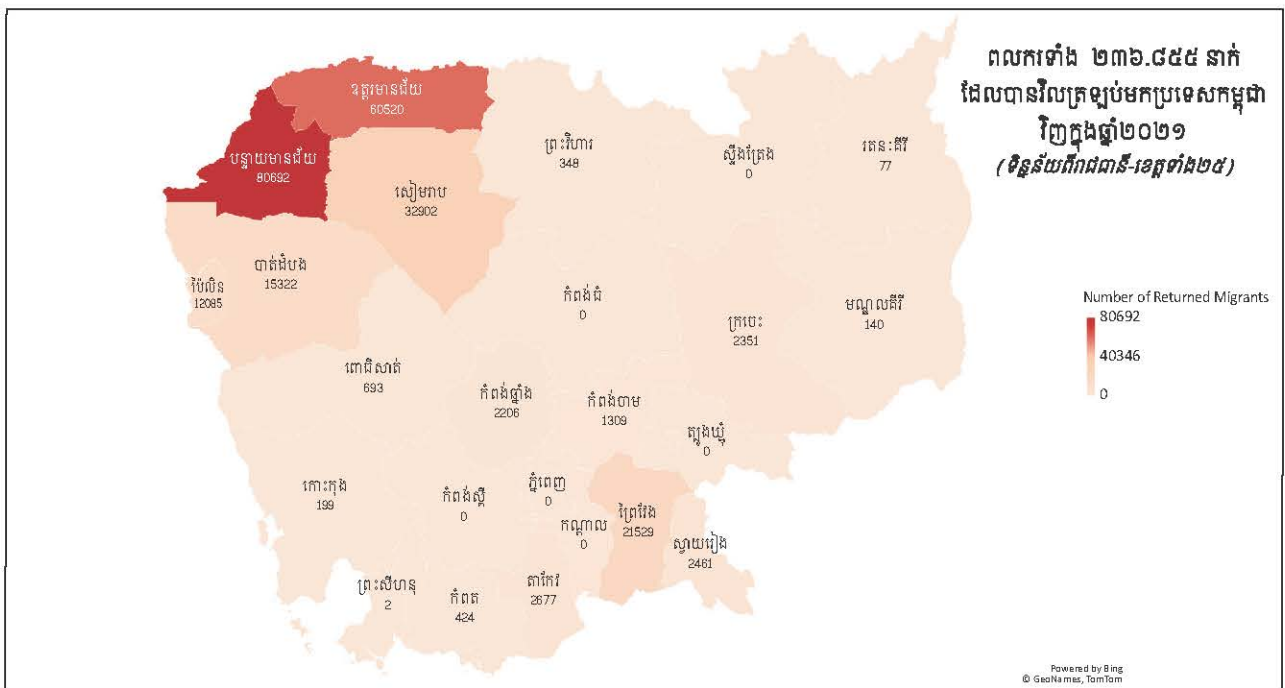 ពលករទាំង ២៣៦.៨៥៥ នាក់
ដែលបានវិលត្រឡប់មកប្រទេសកម្ពុជា
វិញក្នុងឆ្នាំ២០២១
(ទិន្នន័យពីរាជធានី-ខេត្តទាំង២៥)
ឧត្តរមានជ័យ
60520
បន្ទាយមានជ័យ
80692
សៀមរាប
32902
ព្រះវិហារ
348
ស្ទឹងត្រែង
0
រតនៈគីរី
77
បាត់ដំបង
15322
ប៉ៃលិន
12085
កំពង់ធំ
0
ក្រចេះ
2351
មណ្ឌលគីរី
140
Number of Returned Migrants
80692
40346
0
ពោធិសាត់
693
កំពង់ឆ្នាំង
2206
កំពង់ចាម
1309
ត្បូងឃ្មុំ
0
កោះកុង
199
កំពង់ស្ពឺ
0
ភ្នំពេញ
0
កណ្តាល
0
ព្រៃវែង
21529
ស្វាយរៀង
2461
ព្រះសីហនុ
2
កំពត
424
តាកែវ
2677
Powered by Bing
© GeoNames, TomTom